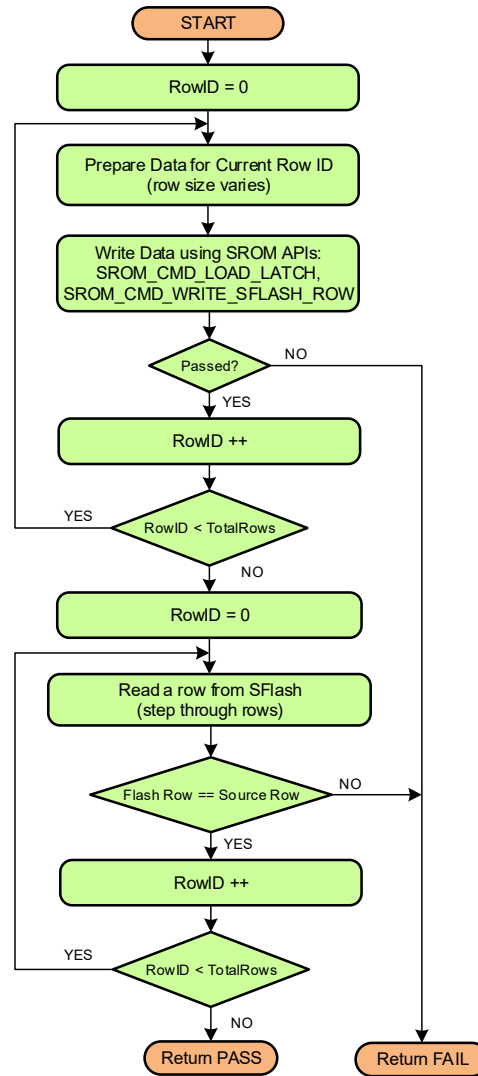 START
RowID = 0
Prepare Data for Current Row ID
(row size varies)
Write Data using SROM APIs:
SROM_CMD_LOAD_LATCH,
SROM_CMD_WRITE_SFLASH_ROW
Passed?
NO
YES
RowID ++
YES
RowID < TotalRows
NO
RowID = 0
Read a row from SFlash
(step through rows)
Flash Row == Source Row
NO
YES
RowID ++
YES
RowID < TotalRows
NO
Return PASS
Return FAIL